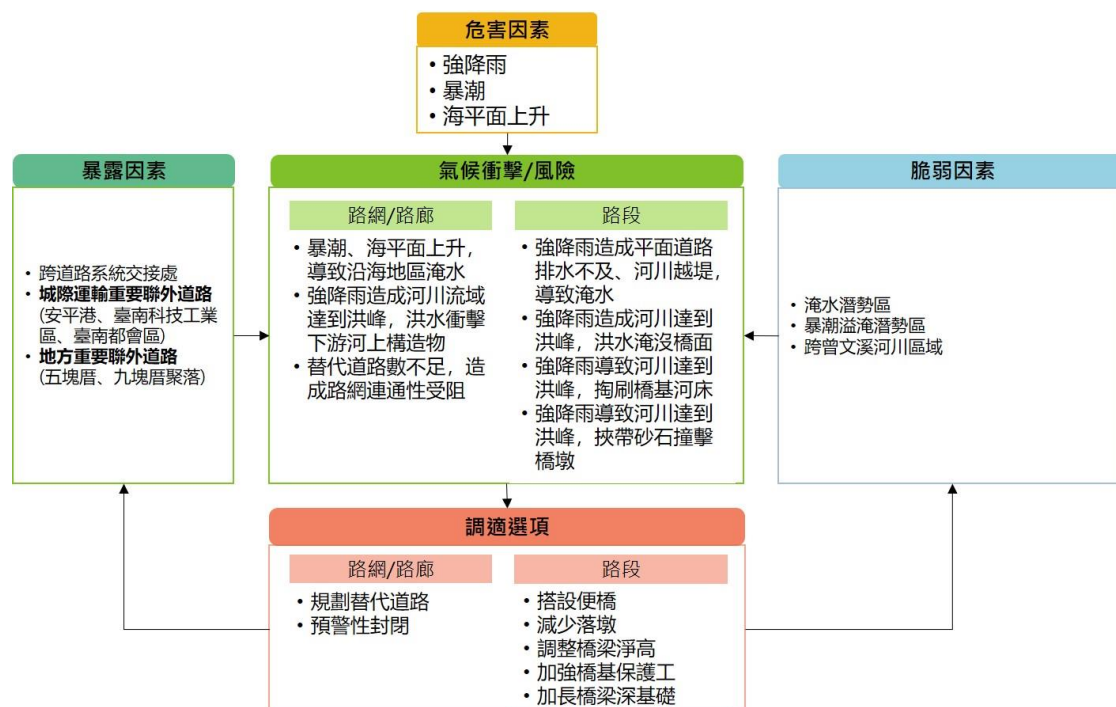 危害因素
• 強降雨
• 暴潮
• 海平面上升
暴露因素
• 跨道路系統交接處
• 城際運輸重要聯外道路
(安平港、臺南科技工業
區、臺南都會區)
• 地方重要聯外道路
(五塊厝、九塊厝聚落)
氣候衝擊/風險
路網/路廊
• 暴潮、海平面上升，
導致沿海地區淹水
• 強降雨造成河川流域
達到洪峰，洪水衝擊
下游河上構造物
• 替代道路數不足，造
成路網連通性受阻
路段
• 強降雨造成平面道路
排水不及、河川越堤，
導致淹水
• 強降雨造成河川達到
洪峰，洪水淹沒橋面
• 強降雨導致河川達到
洪峰，掏刷橋基河床
• 強降雨導致河川達到
洪峰，挾帶砂石撞擊
橋墩
脆弱因素
• 淹水潛勢區
• 暴潮溢淹潛勢區
• 跨曾文溪河川區域
調適選項
路網/路廊
• 規劃替代道路
• 預警性封閉
路段
• 搭設便橋
• 減少落墩
• 調整橋梁淨高
• 加強橋基保護工
• 加長橋梁深基礎